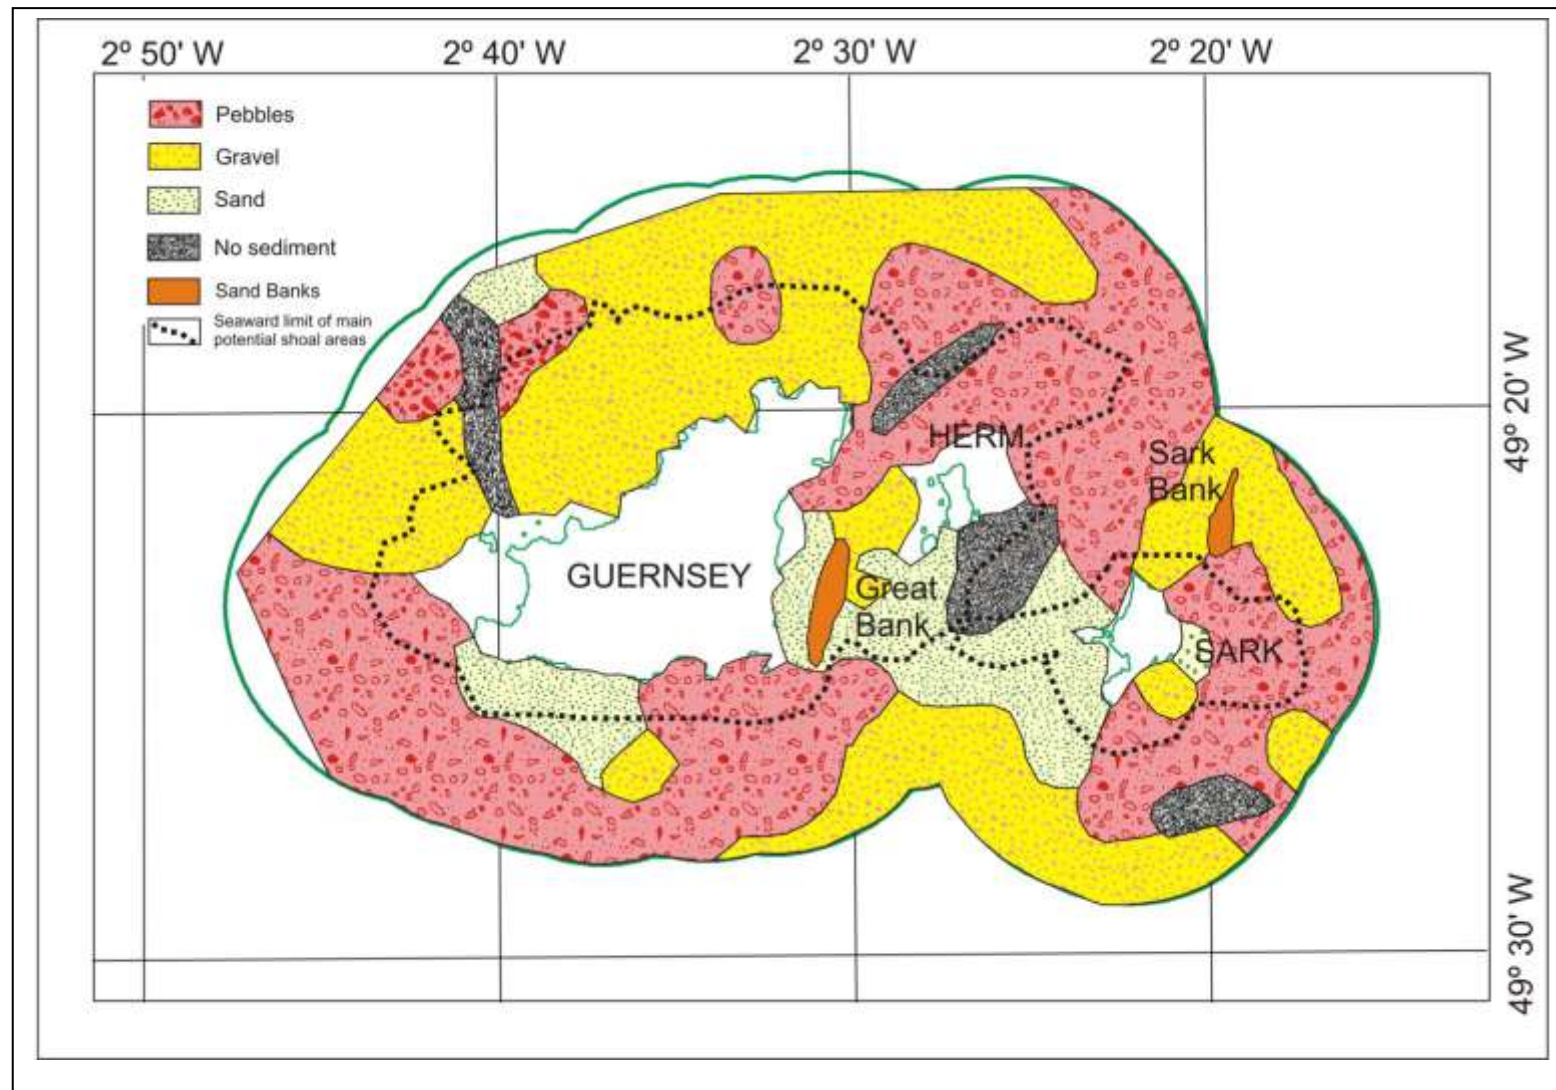 2º 50' W 2º 40' W 2º 30' W 2º 20' W
Pebbles
Gravel
Sand
No sediment
Sand Banks
Seaward limit of main
potential shoal areas
49º 20' W
HERM
Sark
Bank
GUERNSEY
Great
Bank
SARK
49º 30' W